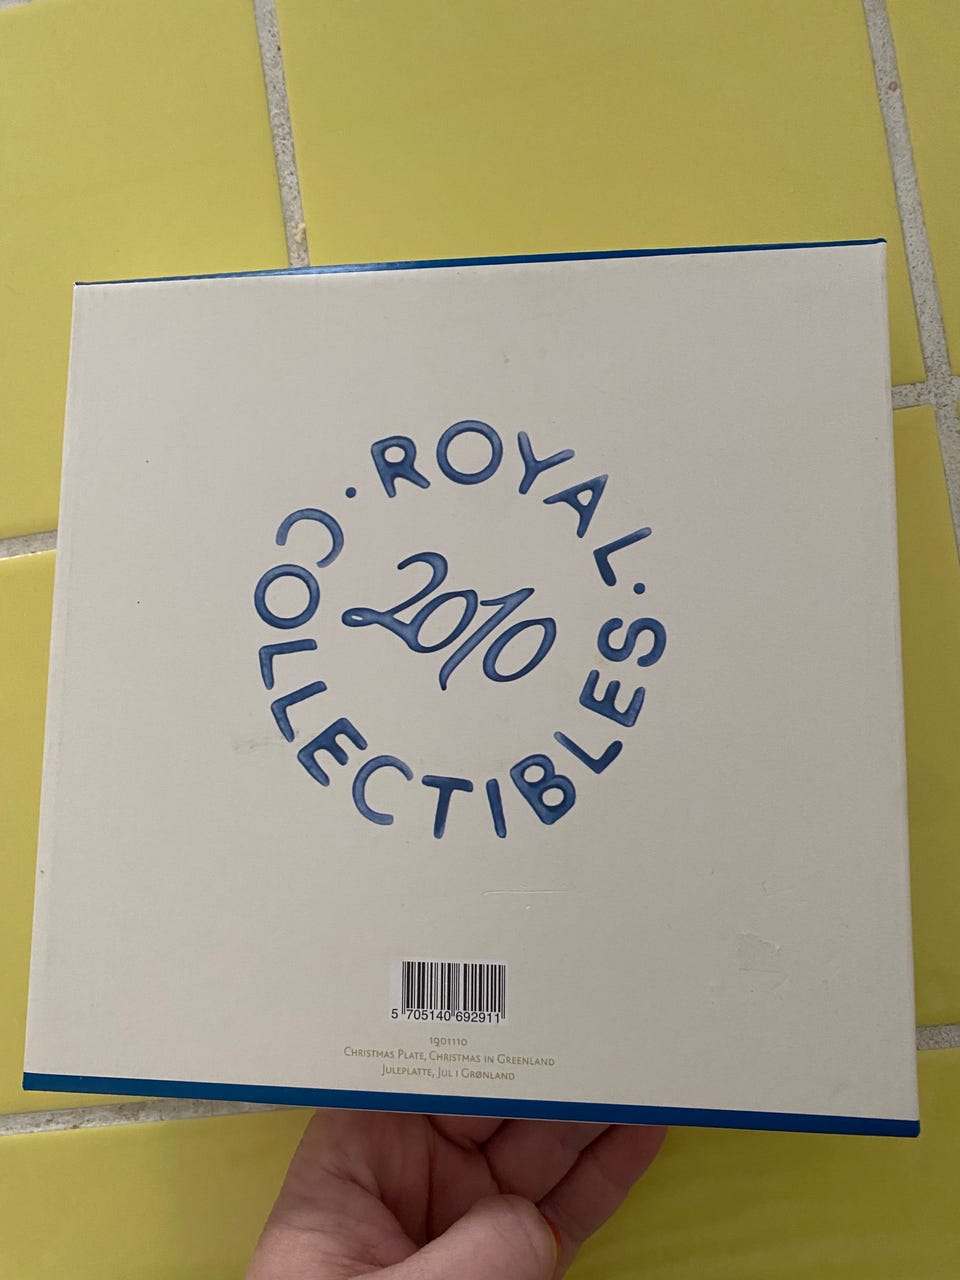 ROYAL · COLLECTIBLES ·
2010
5 705140 692911
1901110
Christmas Plate, Christmas in Greenland
Juleplatte, Jul i Grønland